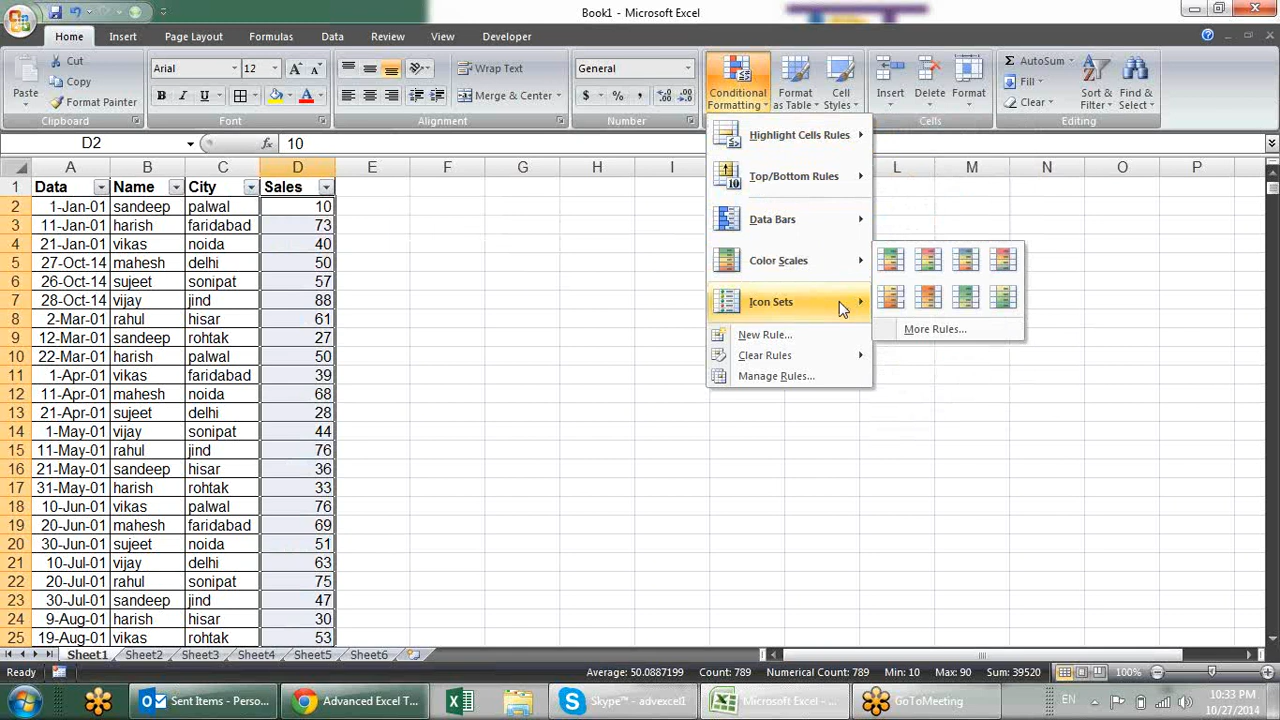 Book1 - Microsoft Excel
Home Insert Page Layout Formulas Data Review View Developer
Paste Cut Arial 12 Wrap Text General Conditional Formatting Format as Table Cell Styles Insert Delete Format AutoSum Sort & Filter Find & Select
Copy Fill
Format Painter Merge & Center Clear
Clipboard Font Alignment Number Cells Editing
D2 fx 10
A B C D E F G H I L M N O P
1 Data Name City Sales
2 1-Jan-01 sandeep palwal 10
3 11-Jan-01 harish faridabad 73
4 21-Jan-01 vikas noida 40
5 27-Oct-14 mahesh delhi 50
6 26-Oct-14 sujeet sonipat 57
7 28-Oct-14 vijay jind 88
8 2-Mar-01 rahul hisar 61
9 12-Mar-01 sandeep rohtak 27
10 22-Mar-01 harish palwal 50
11 1-Apr-01 vikas faridabad 39
12 11-Apr-01 mahesh noida 68
13 21-Apr-01 sujeet delhi 28
14 1-May-01 vijay sonipat 44
15 11-May-01 rahul jind 76
16 21-May-01 sandeep hisar 36
17 31-May-01 harish rohtak 33
18 10-Jun-01 vikas palwal 76
19 20-Jun-01 mahesh faridabad 69
20 30-Jun-01 sujeet noida 51
21 10-Jul-01 vijay delhi 63
22 20-Jul-01 rahul sonipat 75
23 30-Jul-01 sandeep jind 47
24 9-Aug-01 harish hisar 30
25 19-Aug-01 vikas rohtak 53
Highlight Cells Rules
Top/Bottom Rules
Data Bars
Color Scales
Icon Sets
New Rule...
Clear Rules
Manage Rules...
More Rules...
Sheet1 Sheet2 Sheet3 Sheet4 Sheet5 Sheet6
Ready Average: 50.0887199 Count: 789 Numerical Count: 789 Min: 10 Max: 90 Sum: 39520 100%
Sent Items - Perso... Advanced Excel T... Skype™ - advexcel1 Microsoft Excel - ... GoToMeeting EN 10:33 PM
10/27/2014